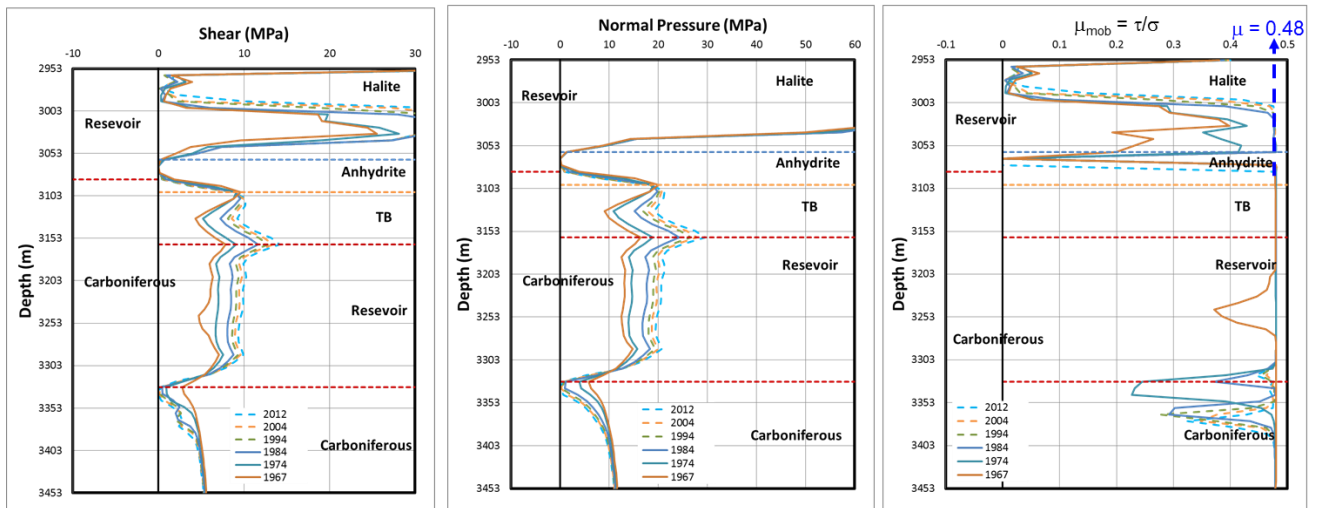 Shear (MPa)
-10 0 10 20 30
2953
3003
3053
3103
3153
3203
3253
3303
3353
3403
3453
Depth (m)
Halite
Resevoir
Anhydrite
TB
Carboniferous
Resevoir
Carboniferous
2012
2004
1994
1984
1974
1967
Normal Pressure (MPa)
-10 0 10 20 30 40 50 60
2953
3003
3053
3103
3153
3203
3253
3303
3353
3403
3453
Depth (m)
Halite
Resevoir
Anhydrite
TB
Resevoir
Carboniferous
Carboniferous
2012
2004
1994
1984
1974
1967
μmob = τ/σ
μ = 0.48
-0.1 0 0.1 0.2 0.3 0.4 0.5
2953
3003
3053
3103
3153
3203
3253
3303
3353
3403
3453
Depth (m)
Halite
Reservoir
Anhydrite
TB
Reservoir
Carboniferous
Carboniferous
2012
2004
1994
1984
1974
1967